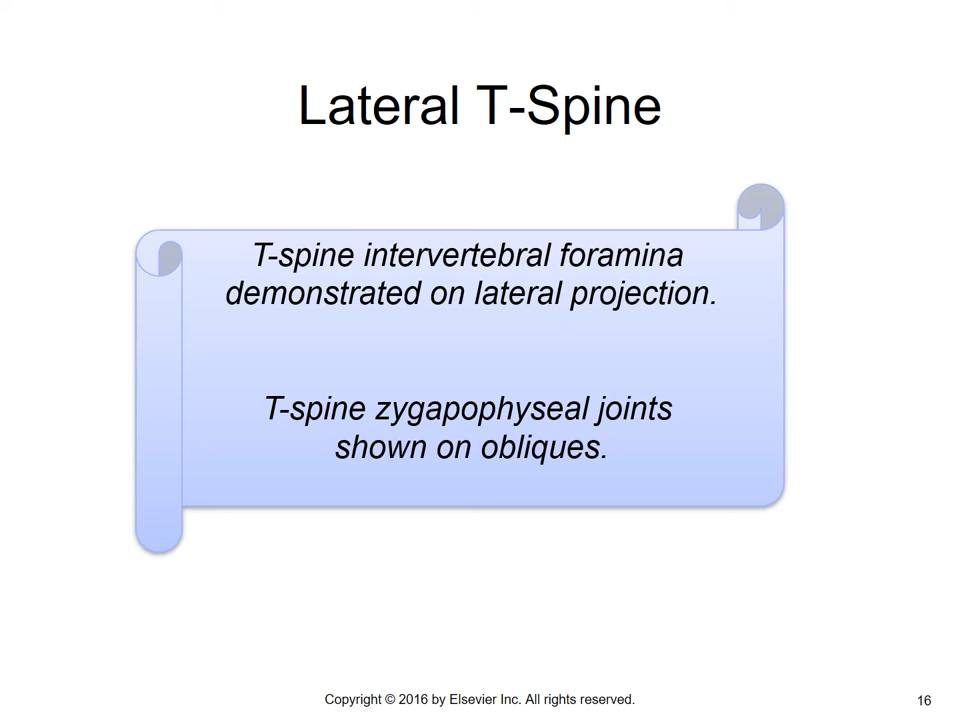 Lateral T-Spine
T-spine intervertebral foramina
demonstrated on lateral projection.
T-spine zygapophyseal joints
shown on obliques.
Copyright © 2016 by Elsevier Inc. All rights reserved.
16